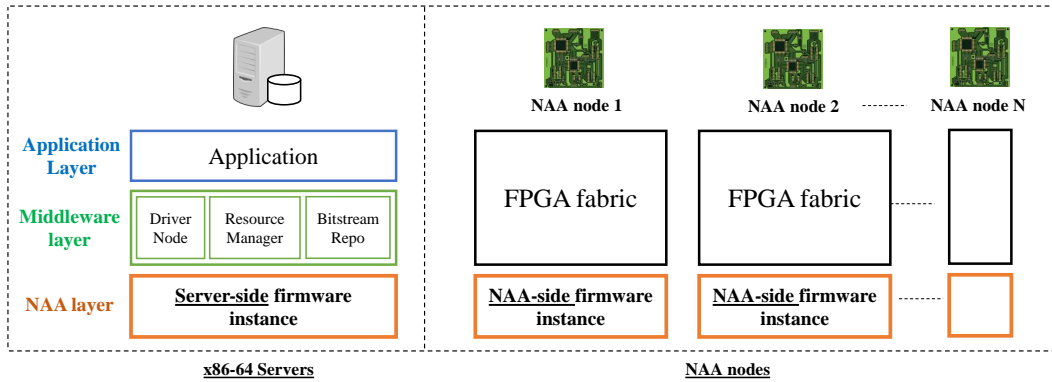 NAA node 1
NAA node 2
NAA node N
Application
Layer
Application
FPGA fabric
FPGA fabric
Middleware
layer
Driver
Node
Resource
Manager
Bitstream
Repo
NAA layer
Server-side firmware
instance
NAA-side firmware
instance
NAA-side firmware
instance
x86-64 Servers
NAA nodes